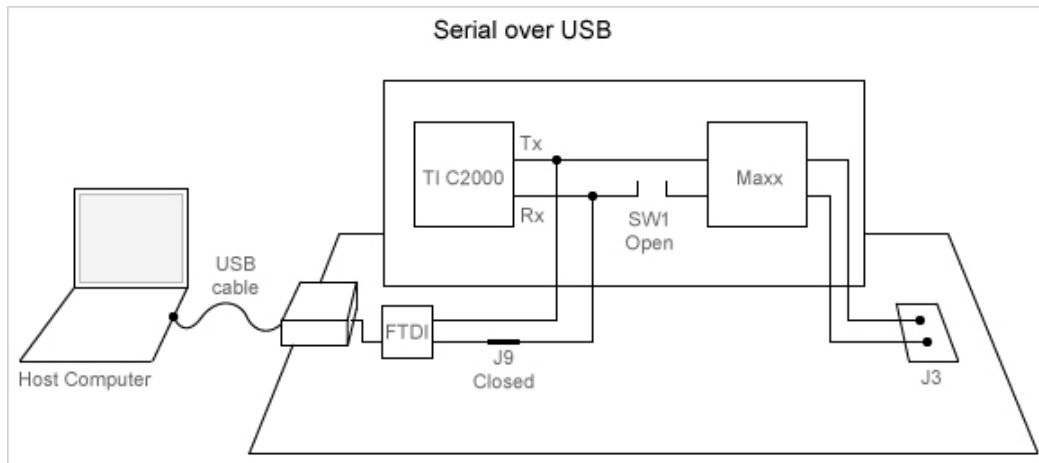 Serial over USB
Tx
TI C2000
Maxx
Rx
SW1
Open
USB
cable
FTDI
J9
Closed
Host Computer
J3